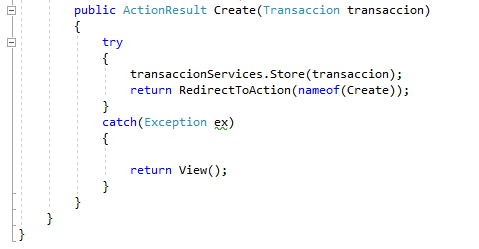 public ActionResult Create(Transaccion transaccion)
{
try
{
transaccionServices.Store(transaccion);
return RedirectToAction(nameof(Create));
}
catch(Exception ex)
{
return View();
}
}
}
}